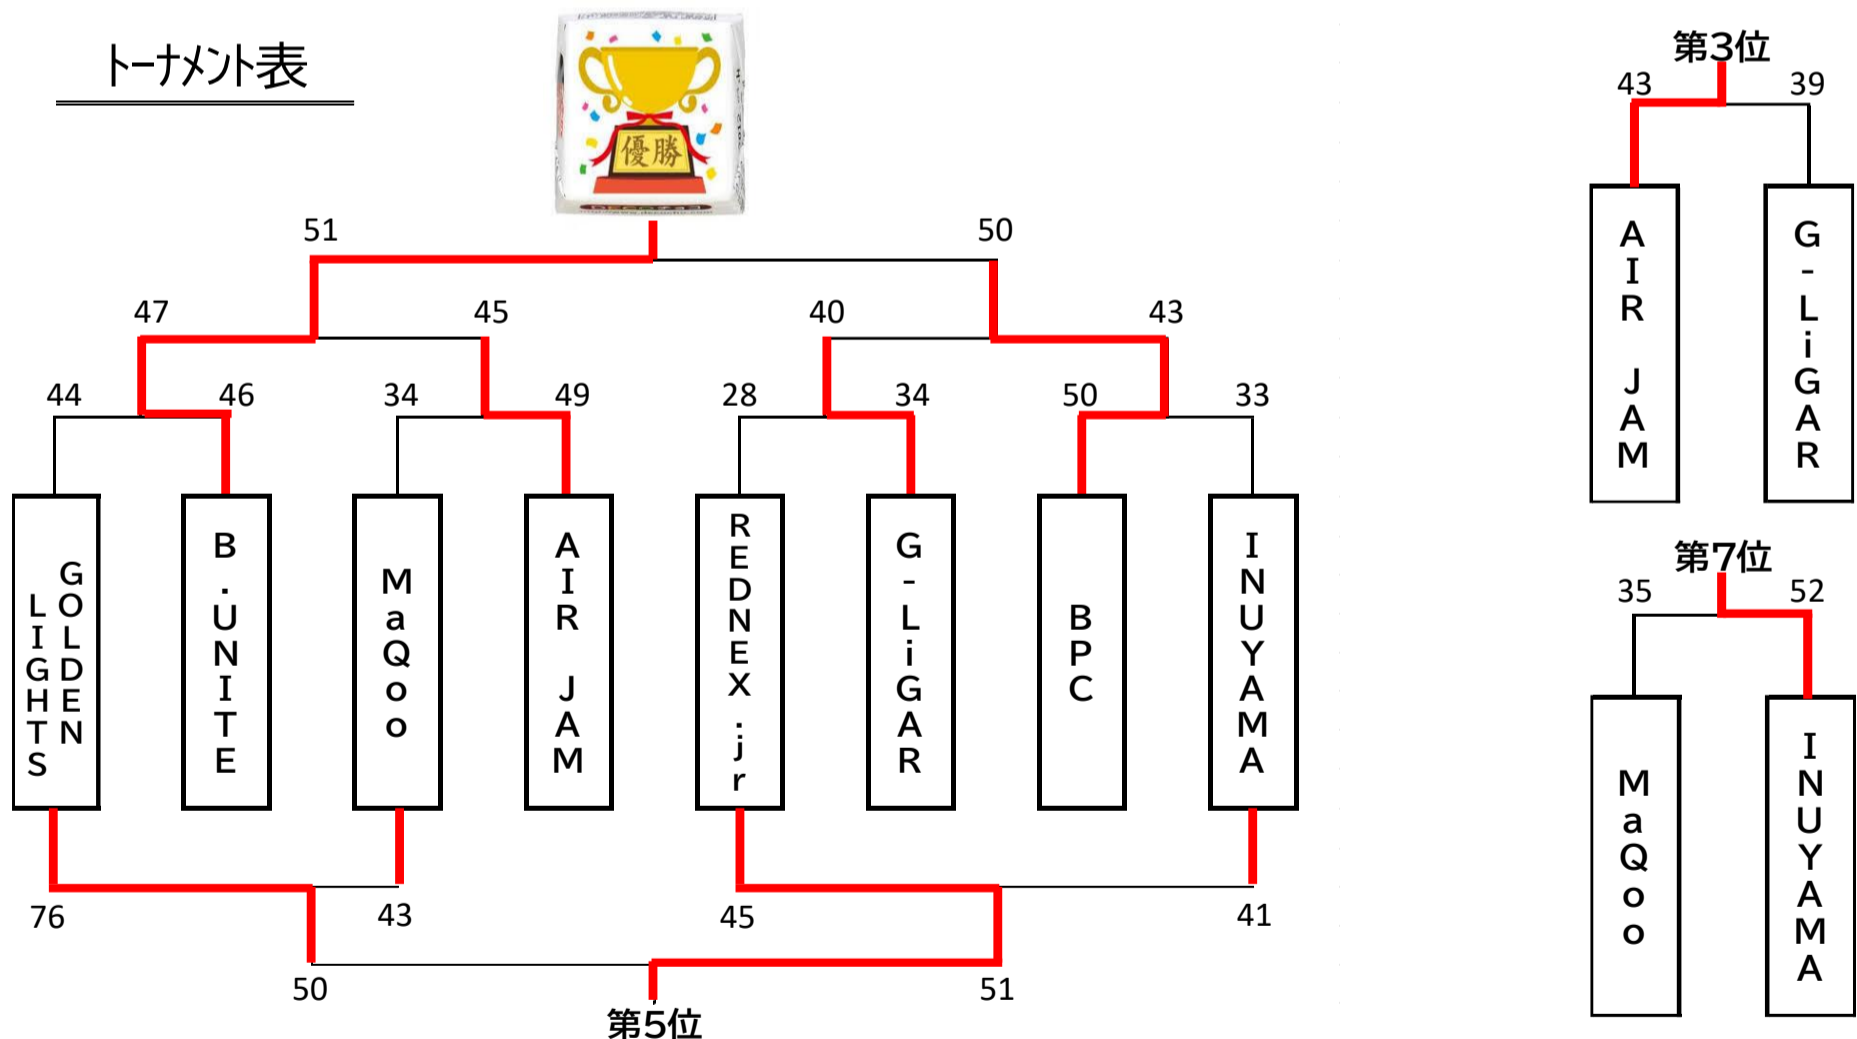 トーナメント表
優勝
51 50
47 45 40 43
44 46 34 49 28 34 50 33
GOLDEN LIGHTS
B.UNITE
MaQoo
AIR JAM
REDNEX jr
G-LiGAR
BPC
INUYAMA
76 43 45 41
50 51
第5位
第3位
43 39
AIR JAM
G-LiGAR
第7位
35 52
MaQoo
INUYAMA